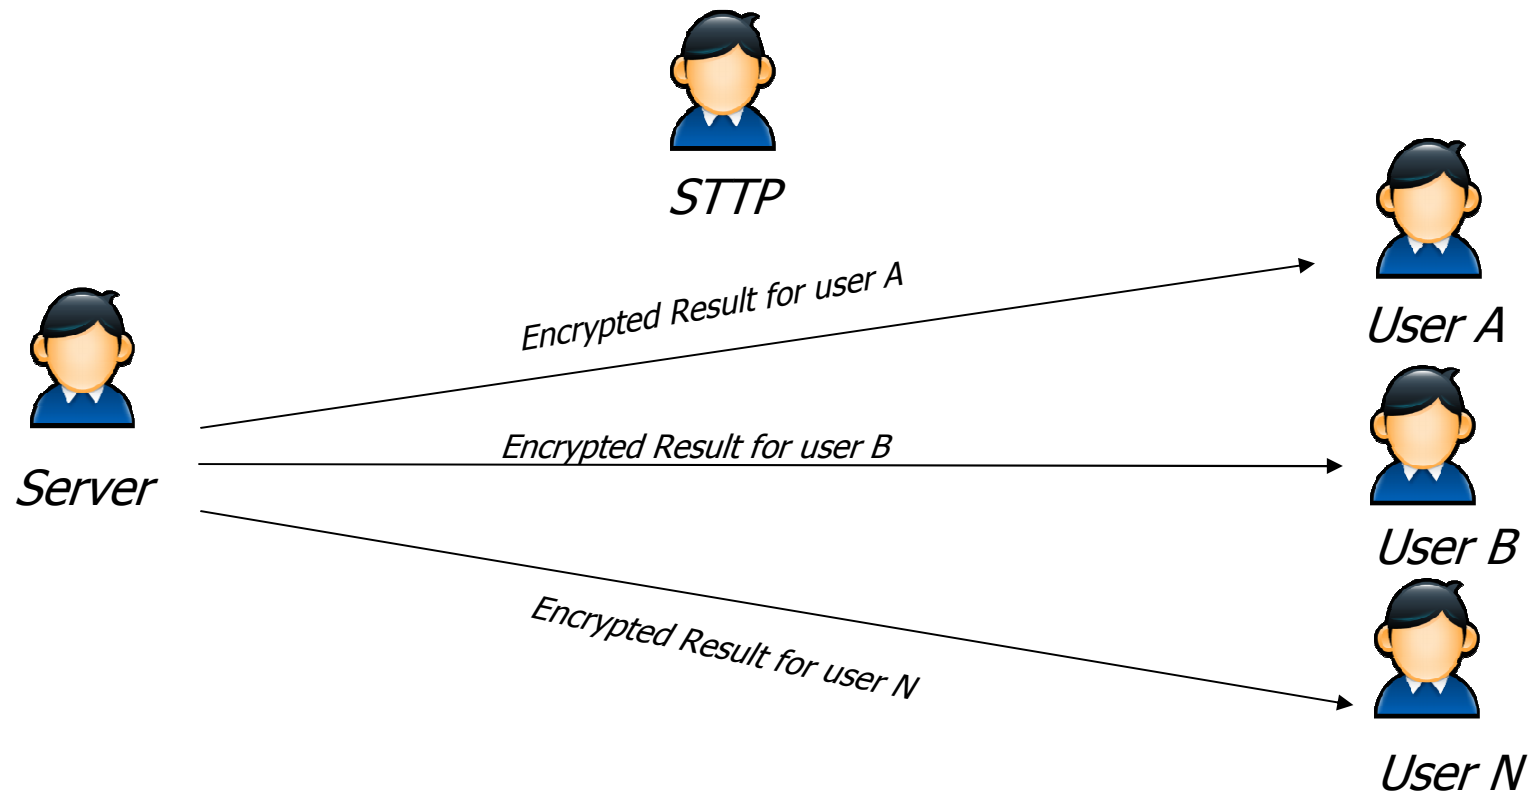 STTP
Encrypted Result for user A
User A
Encrypted Result for user B
Server
User B
Encrypted Result for user N
User N